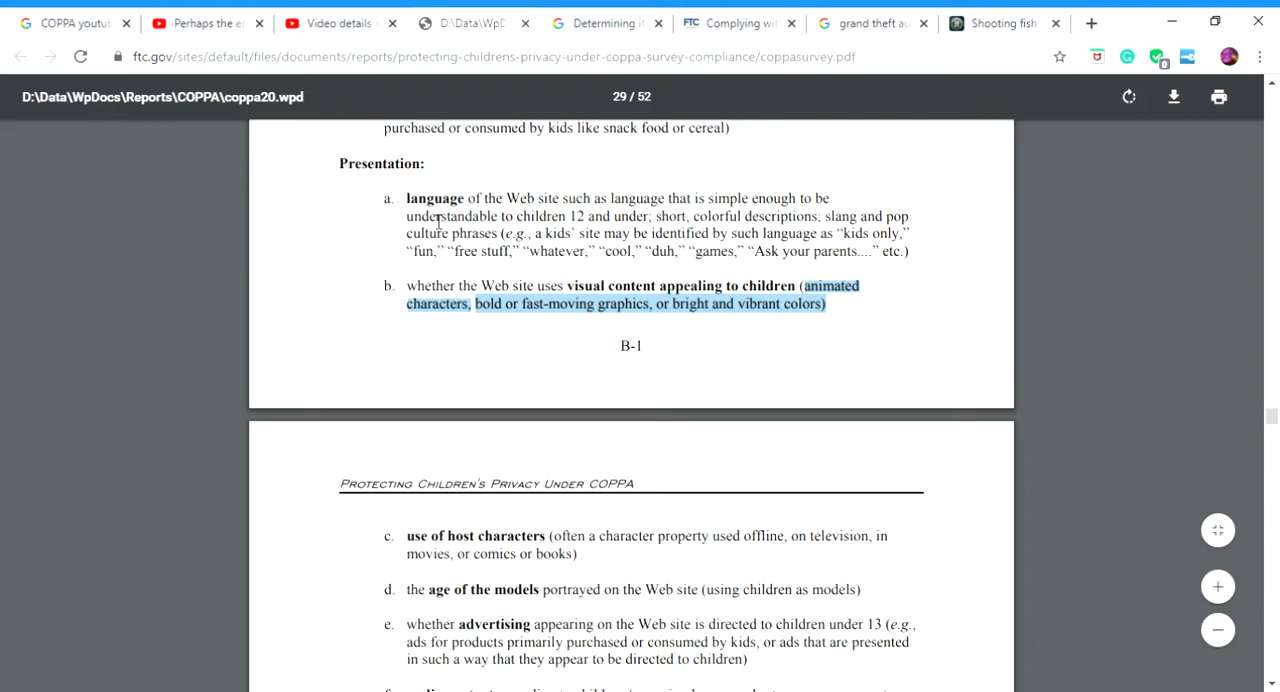 COPPA youtu
Perhaps the e
Video details
D:\Data\WpD
Determining i
Complying wi
grand theft au
Shooting fish
ftc.gov/sites/default/files/documents/reports/protecting-childrens-privacy-under-coppa-survey-compliance/coppasurvey.pdf
0
D:\Data\WpDocs\Reports\COPPA\coppa20.wpd
29 / 52
purchased or consumed by kids like snack food or cereal)
Presentation:
a. language of the Web site such as language that is simple enough to be
understandable to children 12 and under; short, colorful descriptions; slang and pop
culture phrases (e.g., a kids' site may be identified by such language as “kids only,”
“fun,” “free stuff,” “whatever,” “cool,” “duh,” “games,” “Ask your parents....” etc.)
b. whether the Web site uses visual content appealing to children (animated
characters, bold or fast-moving graphics, or bright and vibrant colors)
B-1
PROTECTING CHILDREN'S PRIVACY UNDER COPPA
c. use of host characters (often a character property used offline, on television, in
movies, or comics or books)
d. the age of the models portrayed on the Web site (using children as models)
e. whether advertising appearing on the Web site is directed to children under 13 (e.g.,
ads for products primarily purchased or consumed by kids, or ads that are presented
in such a way that they appear to be directed to children)